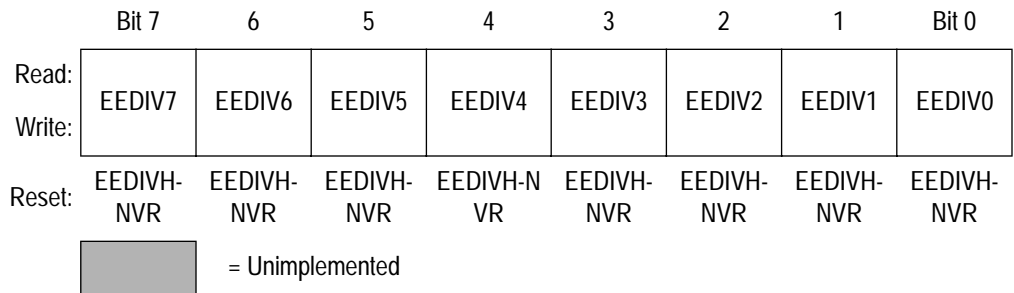 Bit 7 6 5 4 3 2 1 Bit 0
Read:
EEDIV7 EEDIV6 EEDIV5 EEDIV4 EEDIV3 EEDIV2 EEDIV1 EEDIV0
Write:
Reset: EEDIVH- EEDIVH- EEDIVH- EEDIVH-N EEDIVH- EEDIVH- EEDIVH- EEDIVH-
NVR NVR NVR VR NVR NVR NVR NVR
= Unimplemented